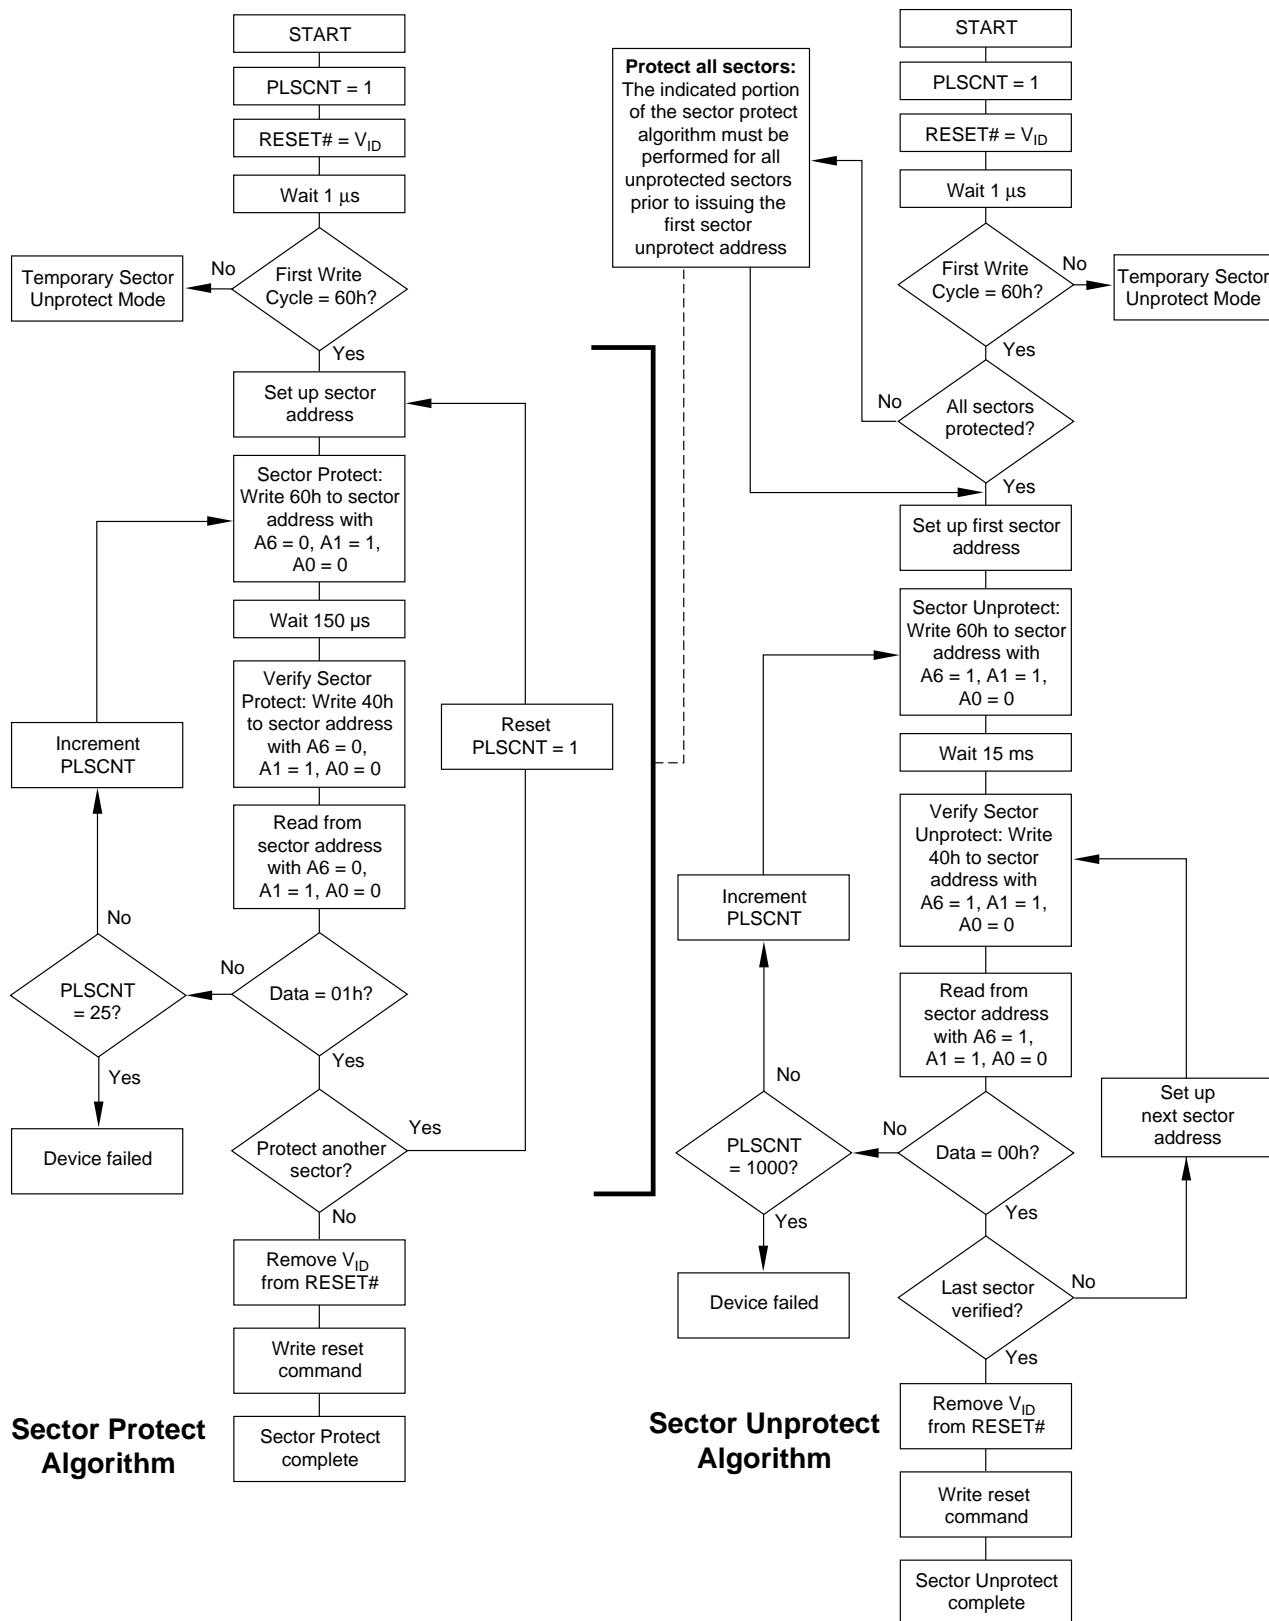 START
PLSCNT = 1
RESET# = VID
Wait 1 μs
First Write
Cycle = 60h?
No
Temporary Sector
Unprotect Mode
Yes
Set up sector
address
Sector Protect:
Write 60h to sector
address with
A6 = 0, A1 = 1,
A0 = 0
Wait 150 µs
Verify Sector
Protect: Write 40h
to sector address
with A6 = 0,
A1 = 1, A0 = 0
Reset
PLSCNT = 1
Increment
PLSCNT
Read from
sector address
with A6 = 0,
A1 = 1, A0 = 0
No
No
PLSCNT
= 25?
Data = 01h?
Yes
Yes
Device failed
Protect another
sector?
Yes
No
Remove VID
from RESET#
Write reset
command
Sector Protect
complete
Sector Protect
Algorithm
Protect all sectors:
The indicated portion
of the sector protect
algorithm must be
performed for all
unprotected sectors
prior to issuing the
first sector
unprotect address
START
PLSCNT = 1
RESET# = VID
Wait 1 μs
First Write
Cycle = 60h?
No
Temporary Sector
Unprotect Mode
Yes
No
All sectors
protected?
Yes
Set up first sector
address
Sector Unprotect:
Write 60h to sector
address with
A6 = 1, A1 = 1,
A0 = 0
Wait 15 ms
Verify Sector
Unprotect: Write
40h to sector
address with
A6 = 1, A1 = 1,
A0 = 0
Increment
PLSCNT
Read from
sector address
with A6 = 1,
A1 = 1, A0 = 0
No
No
PLSCNT
= 1000?
Data = 00h?
Set up
next sector
address
Yes
Yes
Device failed
Last sector
verified?
No
Yes
Remove VID
from RESET#
Write reset
command
Sector Unprotect
complete
Sector Unprotect
Algorithm